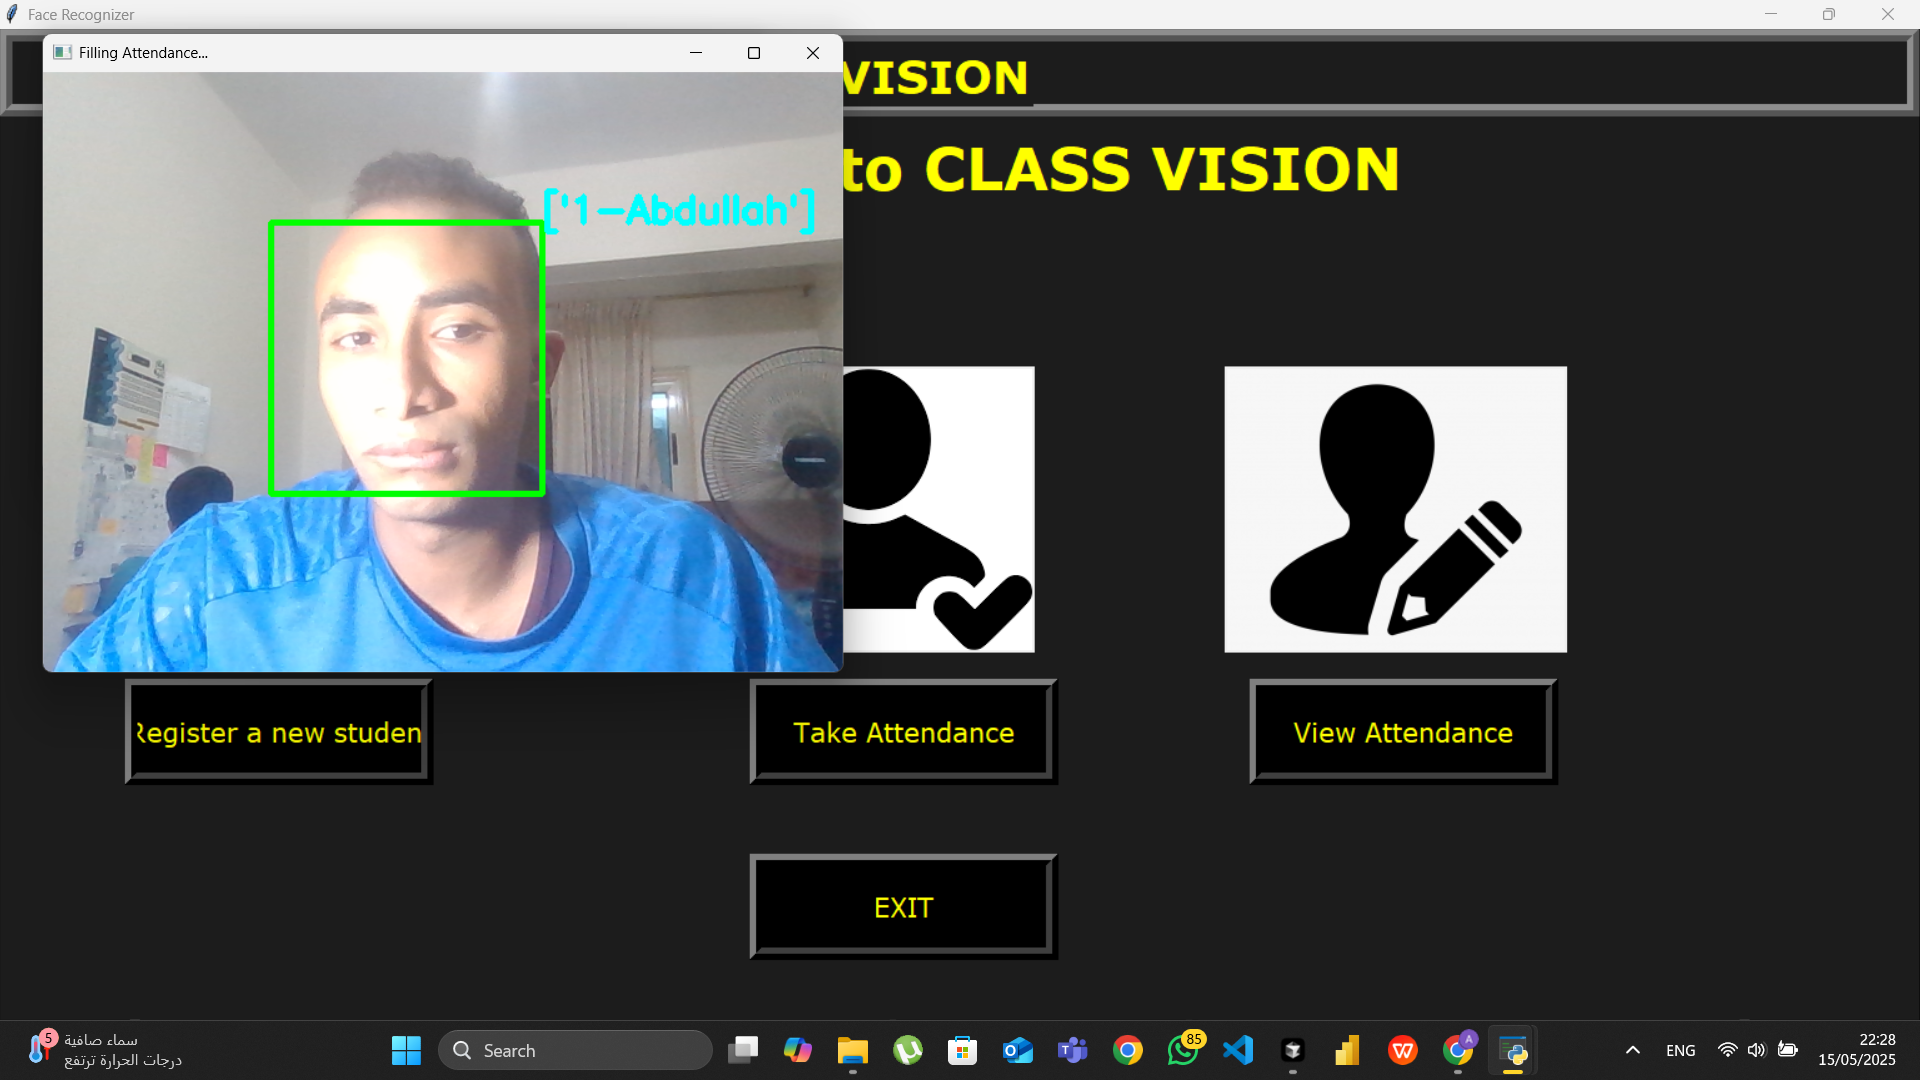 Face Recognizer
Filling Attendance...
VISION
to CLASS VISION
['1-Abdullah']
Register a new studen
Take Attendance
View Attendance
EXIT
5
سماء صافية
درجات الحرارة ترتفع
Search
85
A
ENG
22:28
15/05/2025